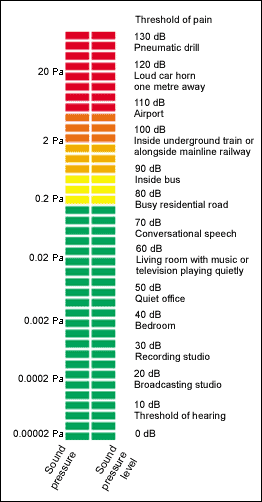 Threshold of pain
130 dB
Pneumatic drill
20 Pa
120 dB
Loud car horn
one metre away
110 dB
Airport
2 Pa
100 dB
Inside underground train or
alongside mainline railway
90 dB
Inside bus
0.2 Pa
80 dB
Busy residential road
70 dB
Conversational speech
0.02 Pa
60 dB
Living room with music or
television playing quietly
50 dB
Quiet office
0.002 Pa
40 dB
Bedroom
30 dB
Recording studio
0.0002 Pa
20 dB
Broadcasting studio
10 dB
Threshold of hearing
0.00002 Pa
0 dB
Sound
pressure
Sound
pressure
level